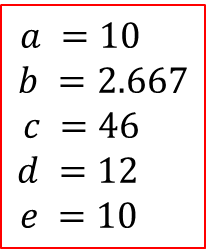 a = 10
b = 2.667
c = 46
d = 12
e = 10